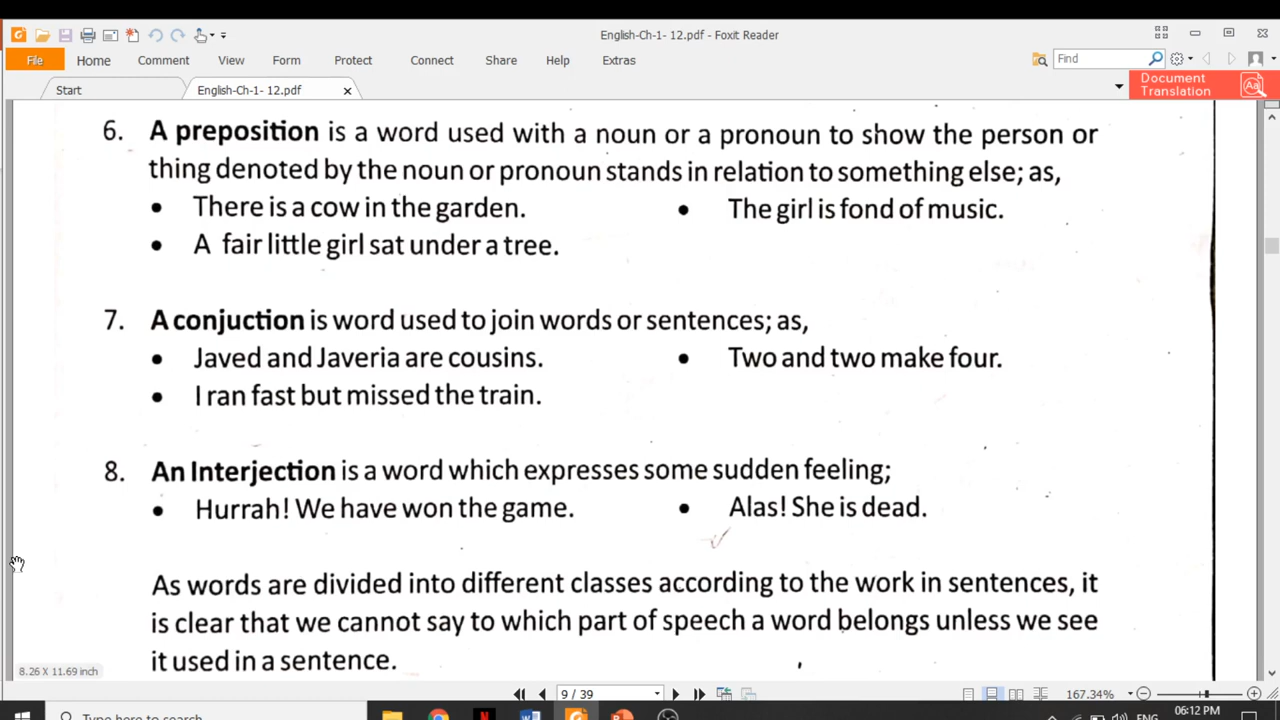 English-Ch-1- 12.pdf - Foxit Reader
File Home Comment View Form Protect Connect Share Help Extras Find
Start English-Ch-1- 12.pdf Document
Translation
6. A preposition is a word used with a noun or a pronoun to show the person or
thing denoted by the noun or pronoun stands in relation to something else; as,
• There is a cow in the garden. • The girl is fond of music.
• A fair little girl sat under a tree.
7. A conjuction is word used to join words or sentences; as,
• Javed and Javeria are cousins. • Two and two make four.
• I ran fast but missed the train.
8. An Interjection is a word which expresses some sudden feeling;
• Hurrah! We have won the game. • Alas! She is dead.
As words are divided into different classes according to the work in sentences, it
is clear that we cannot say to which part of speech a word belongs unless we see
it used in a sentence.
8.26 X 11.69 inch
9 / 39 167.34%
Type here to search ENG 06:12 PM